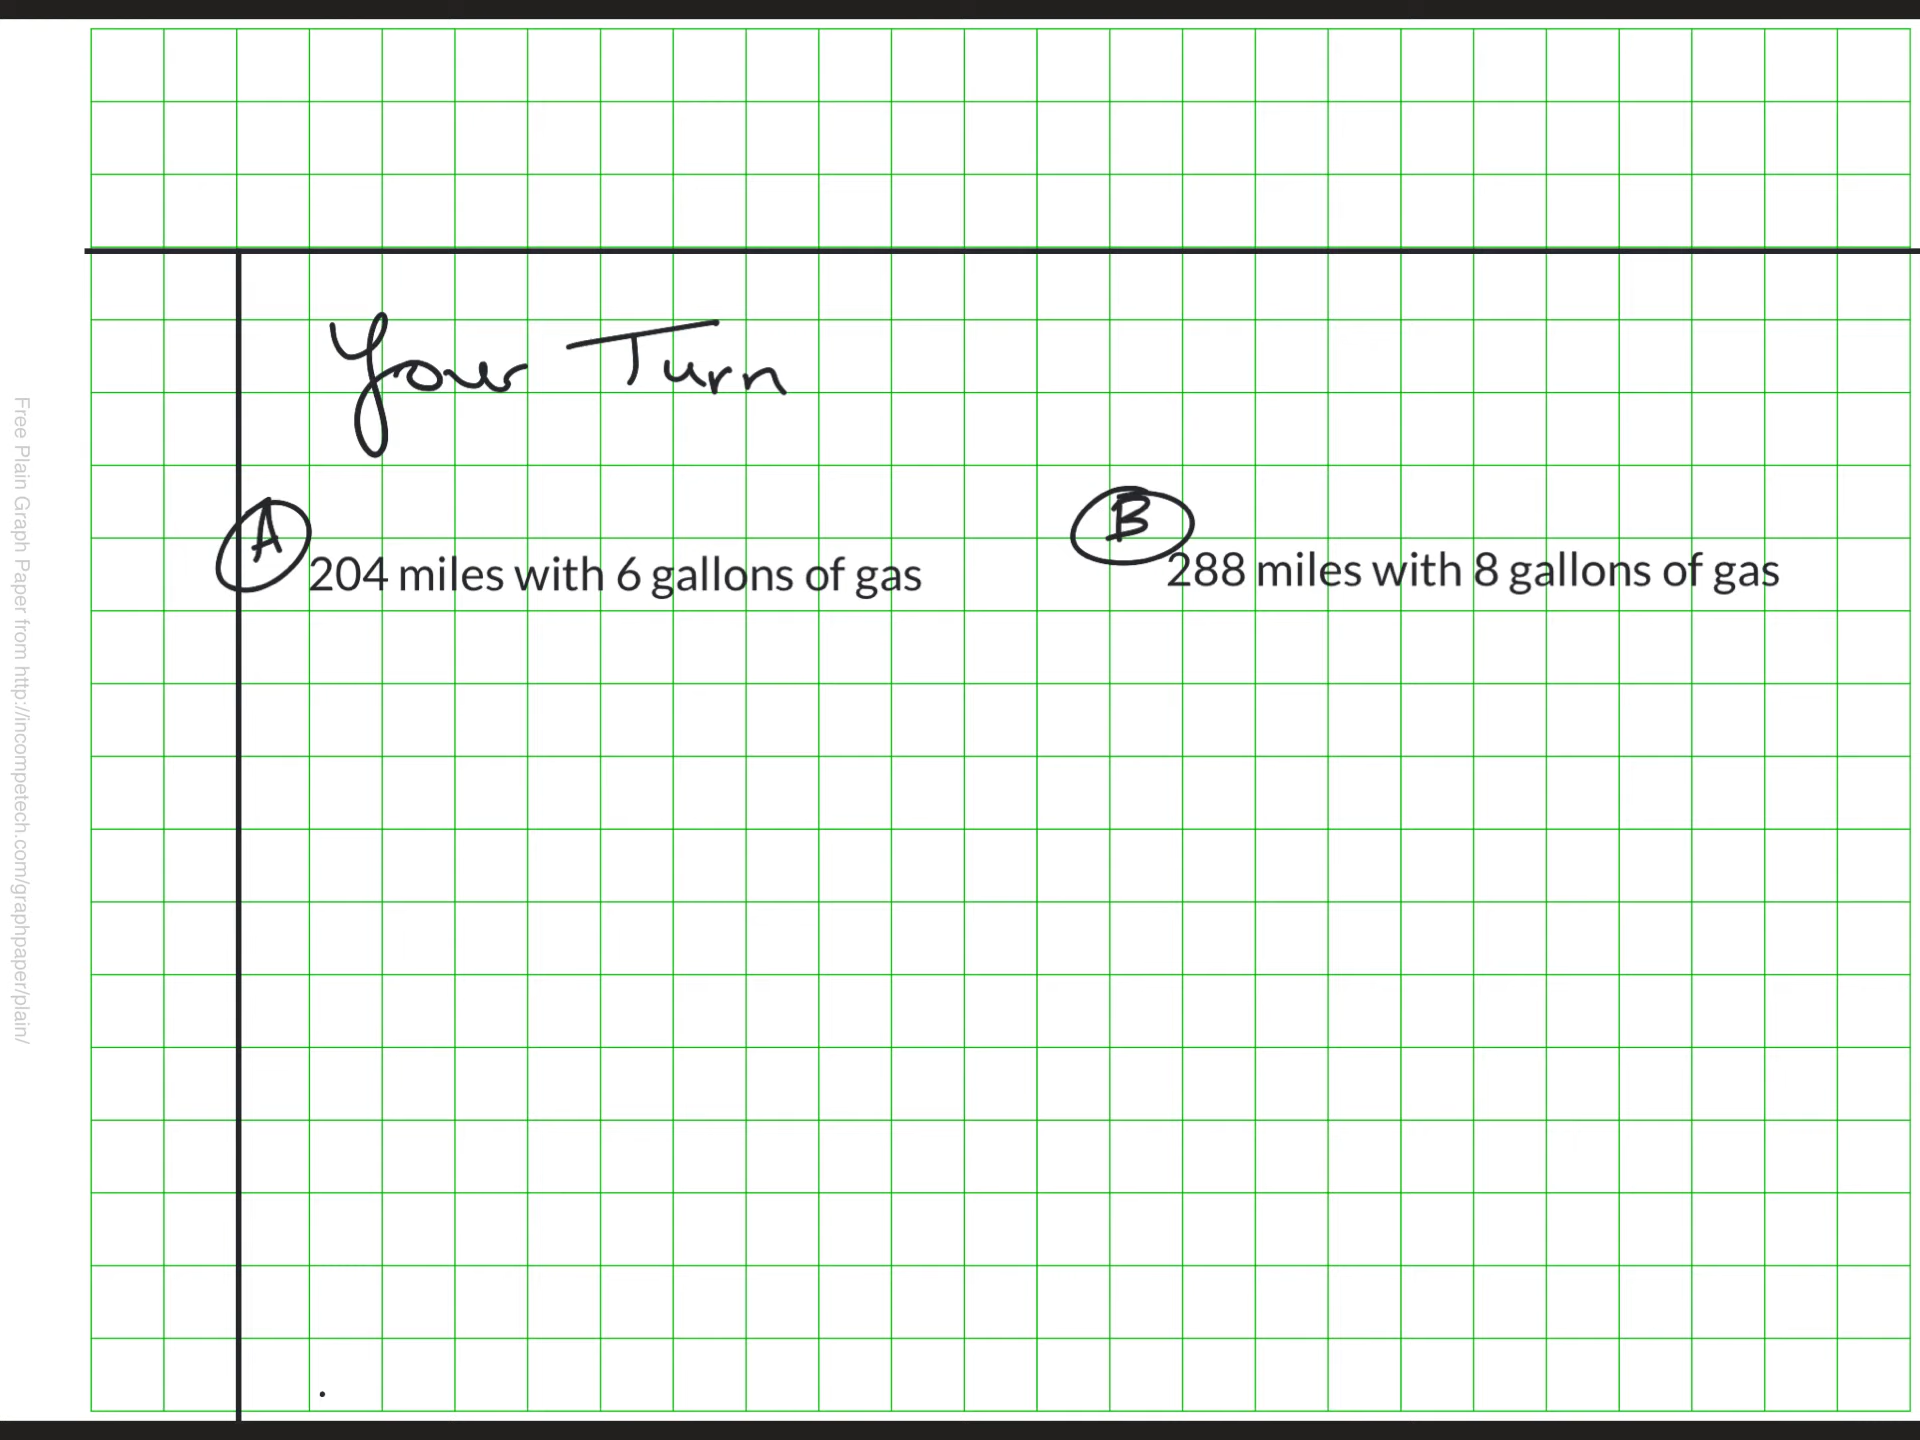 Your Turn
A 204 miles with 6 gallons of gas
B 288 miles with 8 gallons of gas
Free Plain Graph Paper from http://incompetech.com/graphpaper/plain/